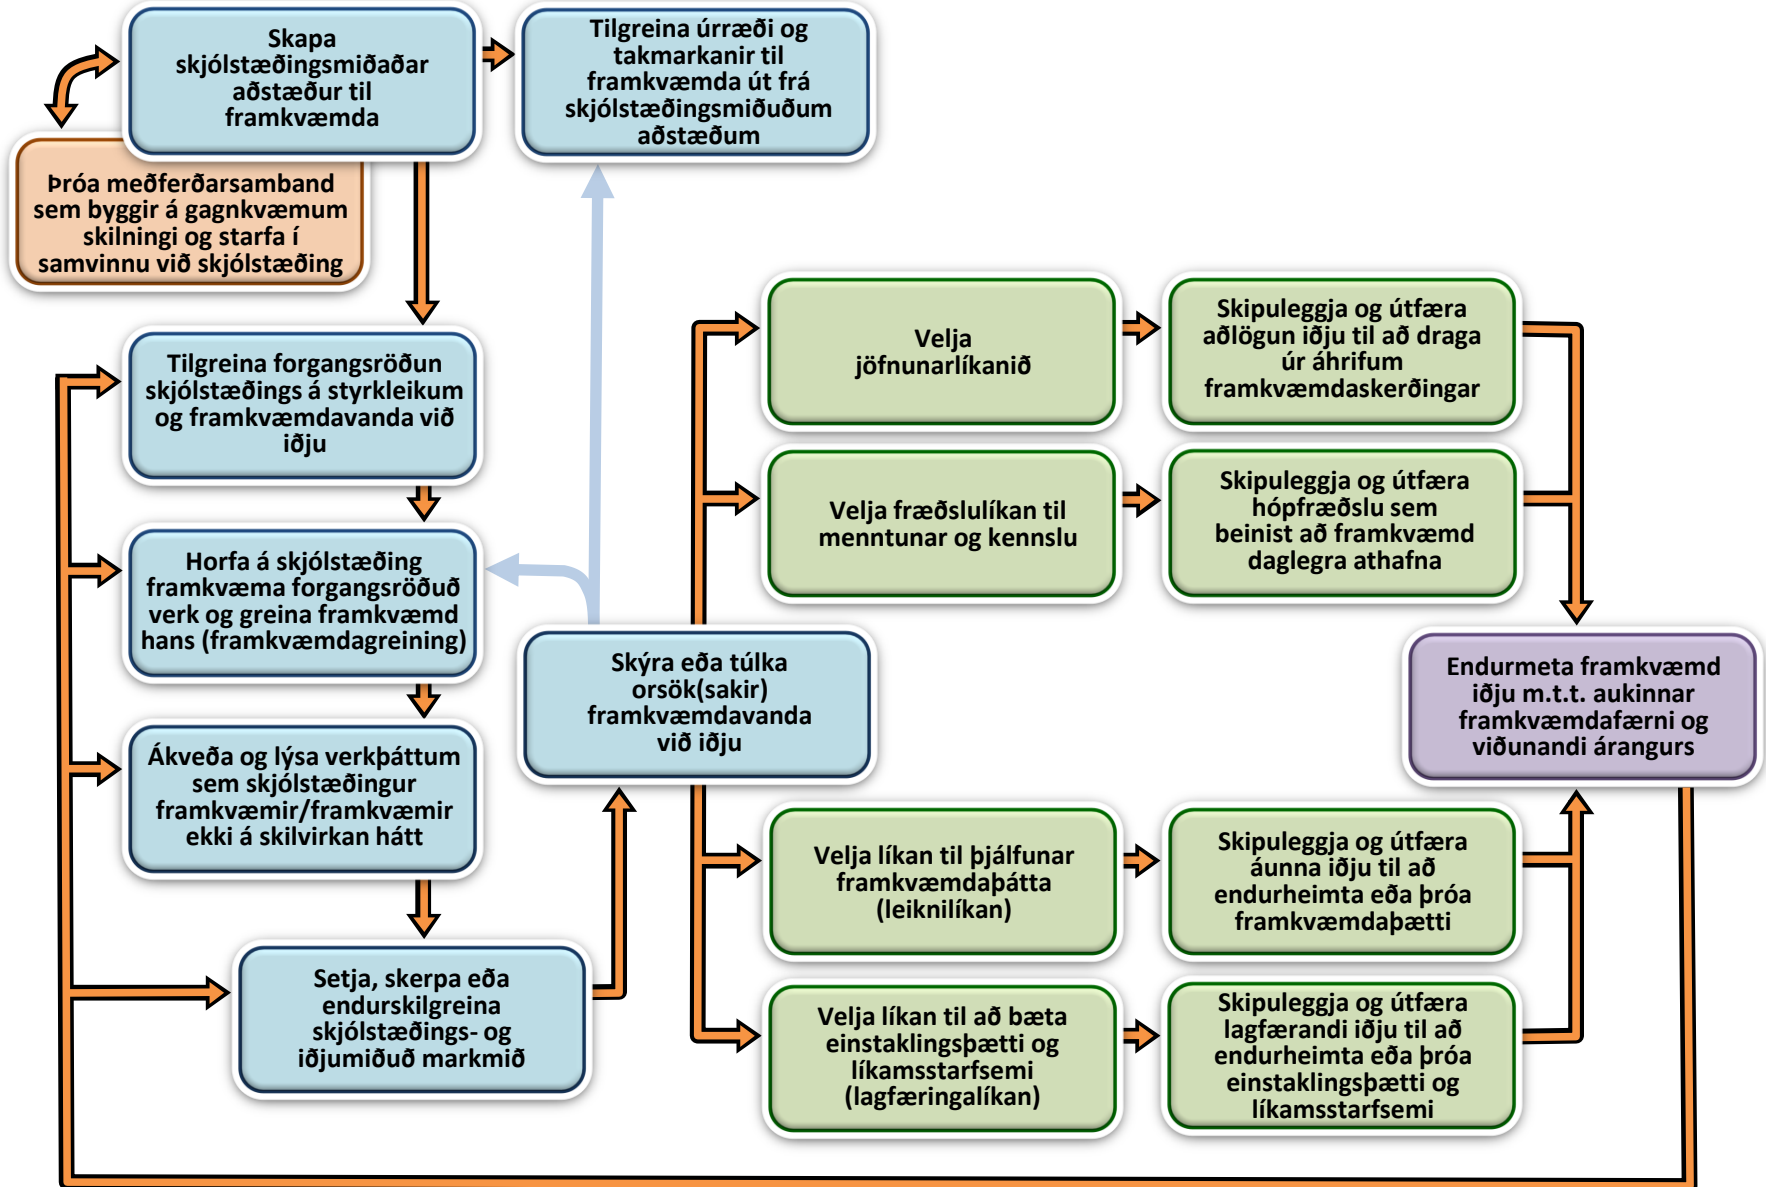 Skapa
skjólstæðingsmiðaðar
aðstæður til
framkvæmda
Tilgreina úrræði og
takmarkanir til
framkvæmda út frá
skjólstæðingsmiðuðum
aðstæðum
Þróa meðferðarsamband
sem byggir á gagnkvæmum
skilningi og starfa í
samvinnu við skjólstæðing
Tilgreina forgangsröðun
skjólstæðings á styrkleikum
og framkvæmdavanda við
iðju
Horfa á skjólstæðing
framkvæma forgangsröðuð
verk og greina framkvæmd
hans (framkvæmdagreining)
Ákveða og lýsa verkþáttum
sem skjólstæðingur
framkvæmir/framkvæmir
ekki á skilvirkan hátt
Setja, skerpa eða
endurskilgreina
skjólstæðings- og
iðjumiðuð markmið
Skýra eða túlka
orsök(sakir)
framkvæmdavanda
við iðju
Velja
jöfnunarlíkanið
Skipuleggja og útfæra
aðlögun iðju til að draga
úr áhrifum
framkvæmdaskerðingar
Velja fræðslulíkan til
menntunar og kennslu
Skipuleggja og útfæra
hópfræðslu sem
beinist að framkvæmd
daglegra athafna
Velja líkan til þjálfunar
framkvæmdaþátta
(leiknilíkan)
Skipuleggja og útfæra
áunna iðju til að
endurheimta eða þróa
framkvæmdaþætti
Velja líkan til að bæta
einstaklingsþætti og
líkamsstarfsemi
(lagfæringalíkan)
Skipuleggja og útfæra
lagfærandi iðju til að
endurheimta eða þróa
einstaklingsþætti og
líkamsstarfsemi
Endurmeta framkvæmd
iðju m.t.t. aukinnar
framkvæmdafærni og
viðunandi árangurs